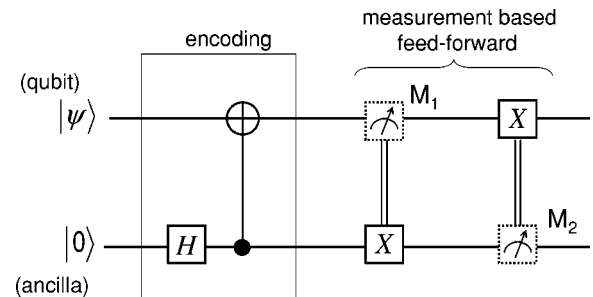 measurement based
feed-forward
encoding
(qubit)
|ψ⟩
M₁
X
|0⟩
H
X
M₂
(ancilla)